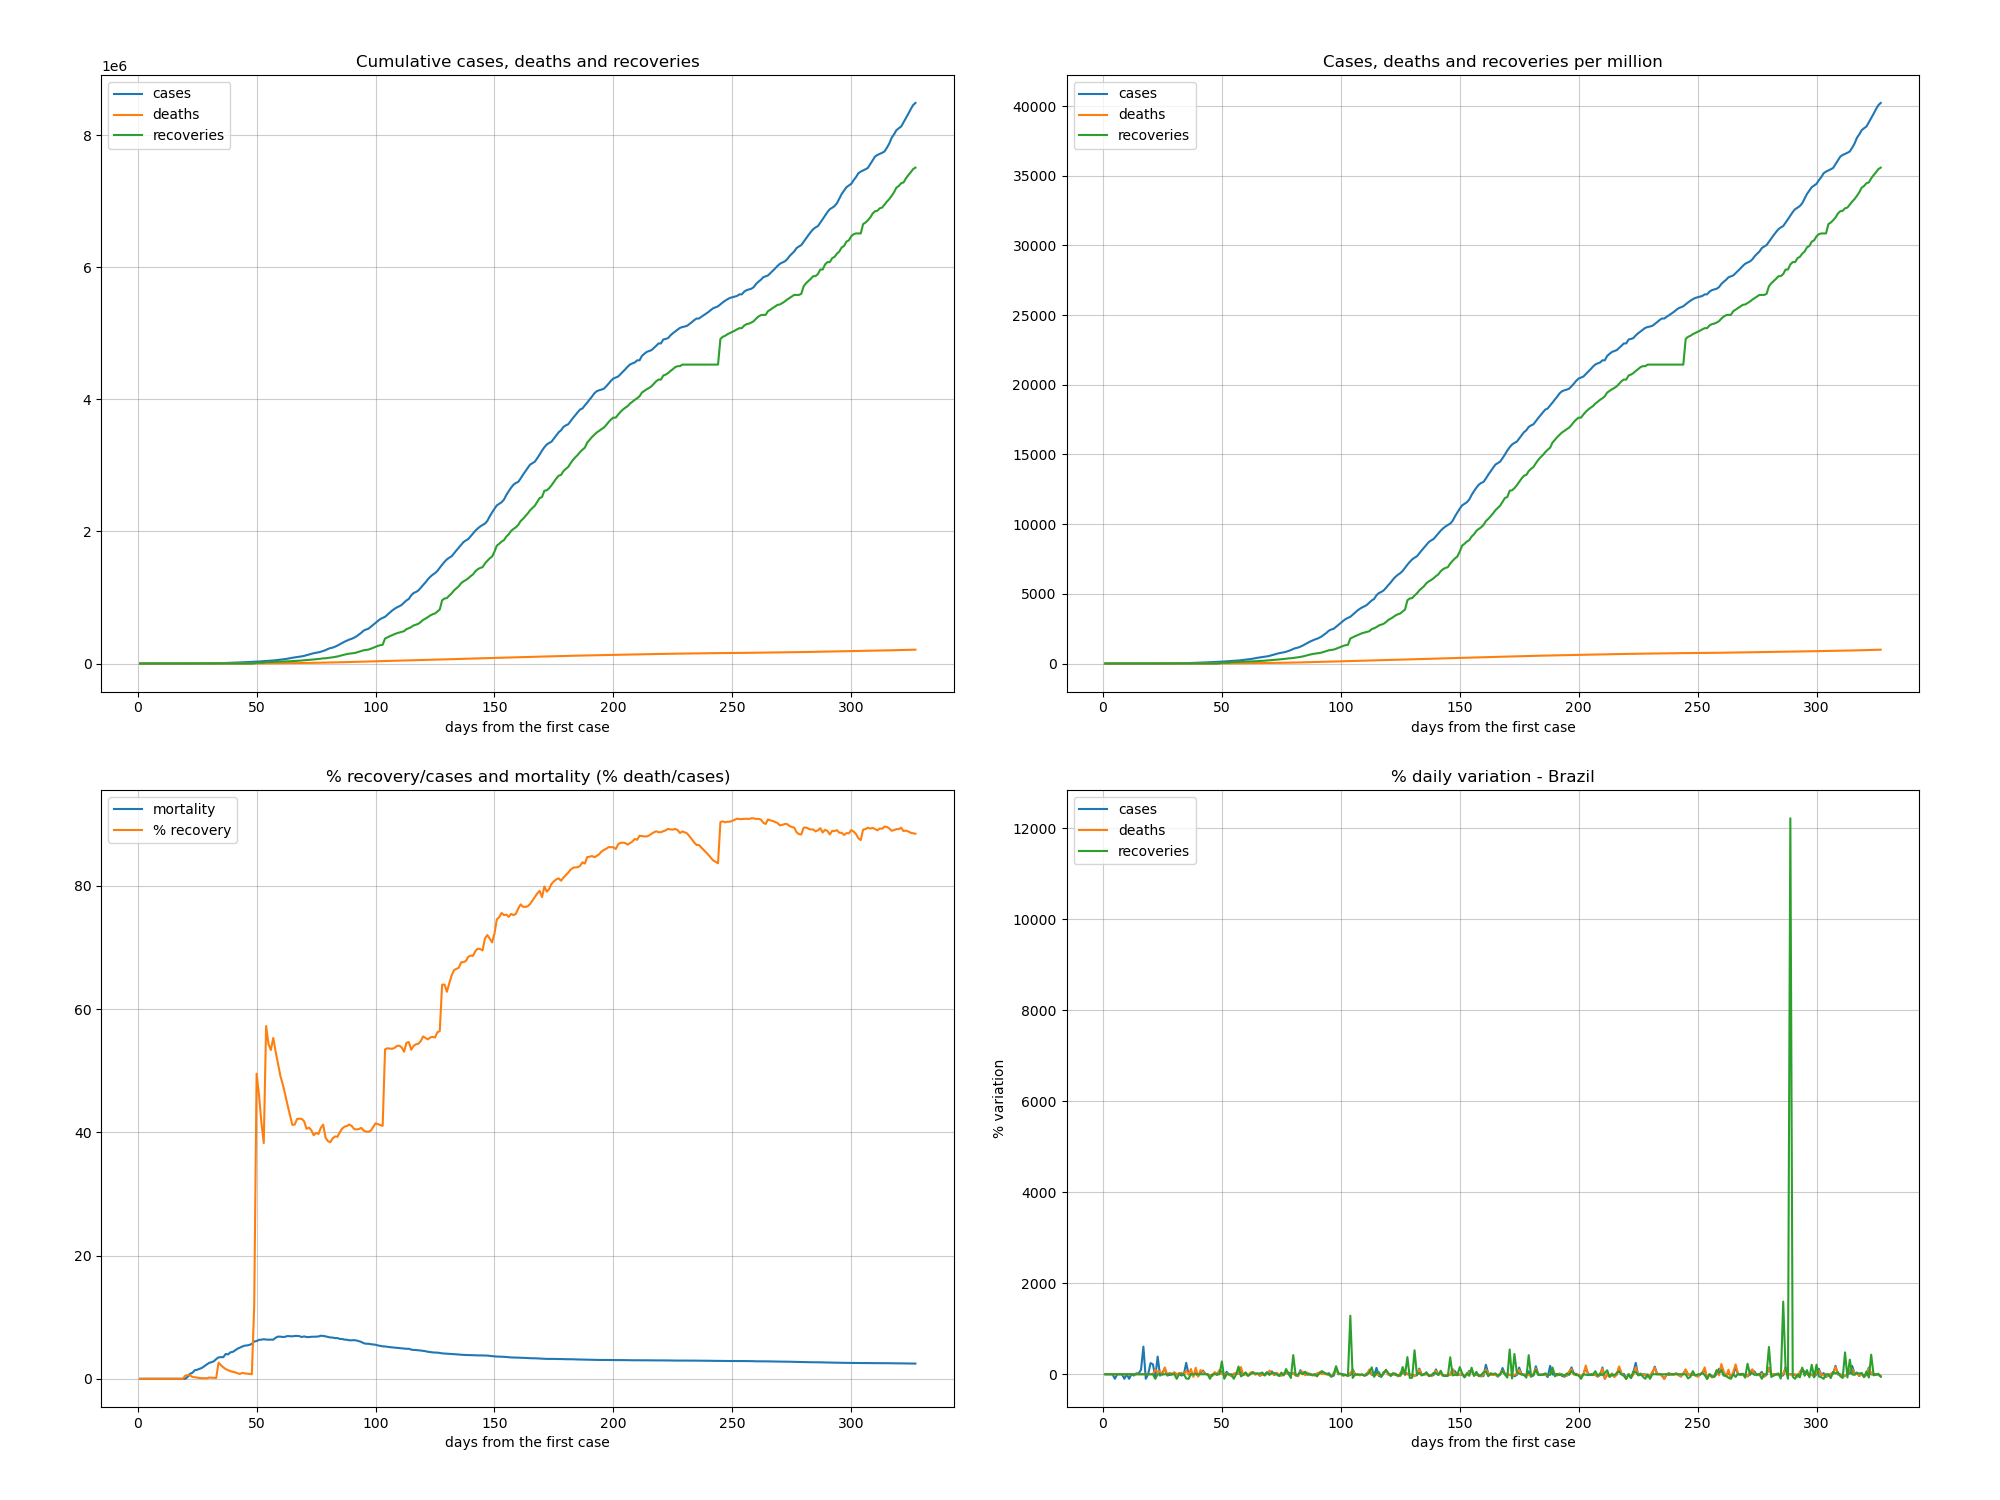 Cumulative cases, deaths and recoveries
1e6
cases
deaths
recoveries
8
6
4
2
0
0 50 100 150 200 250 300
days from the first case
Cases, deaths and recoveries per million
cases
deaths
recoveries
40000
35000
30000
25000
20000
15000
10000
5000
0
0 50 100 150 200 250 300
days from the first case
% recovery/cases and mortality (% death/cases)
mortality
% recovery
80
60
40
20
0
0 50 100 150 200 250 300
days from the first case
% daily variation - Brazil
cases
deaths
recoveries
% variation
12000
10000
8000
6000
4000
2000
0
0 50 100 150 200 250 300
days from the first case